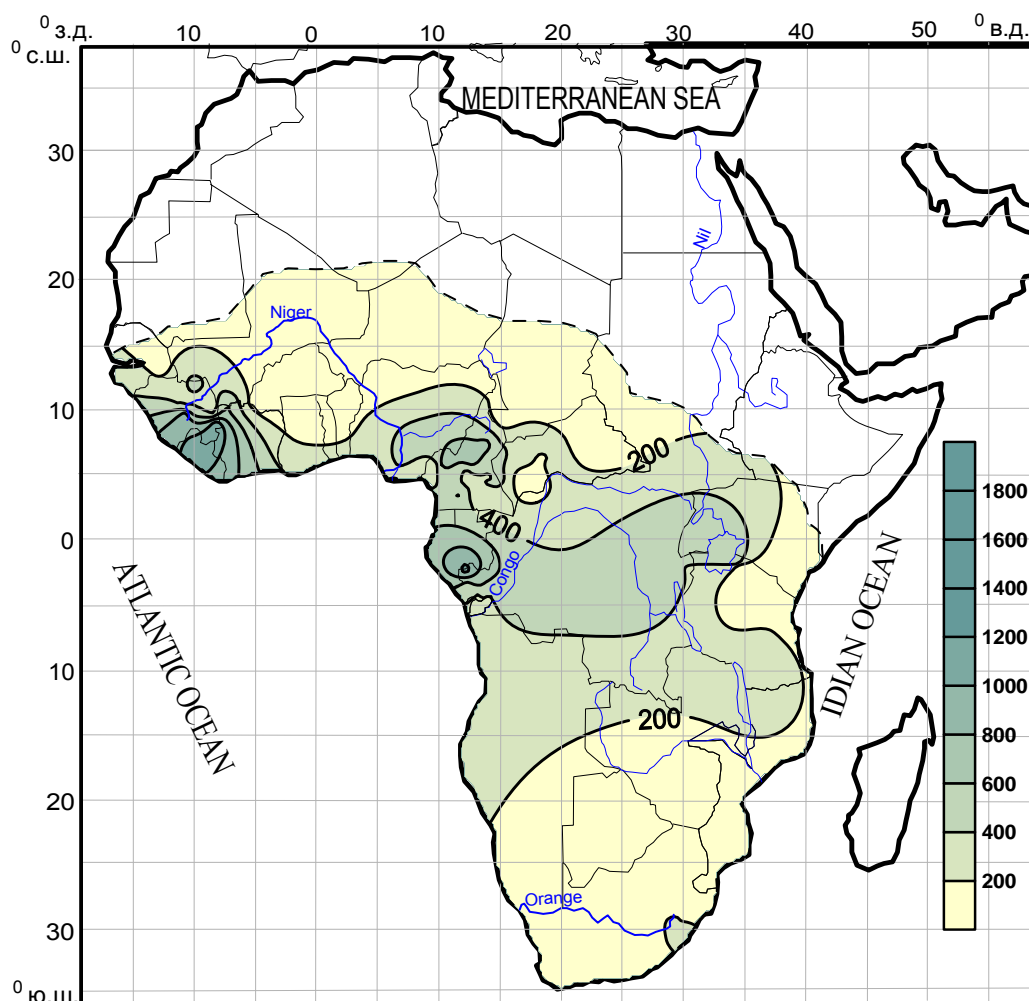 0 з.д. 10 0 10 20 30 40 50 0 в.д.
0 с.ш.
MEDITERRANEAN SEA
30
Nil
20
Niger
10
200
1800
400
1600
0
Congo
1400
ATLANTIC OCEAN
IDIAN OCEAN
1200
10
1000
200
800
600
20
400
200
Orange
30
0 ю.ш.